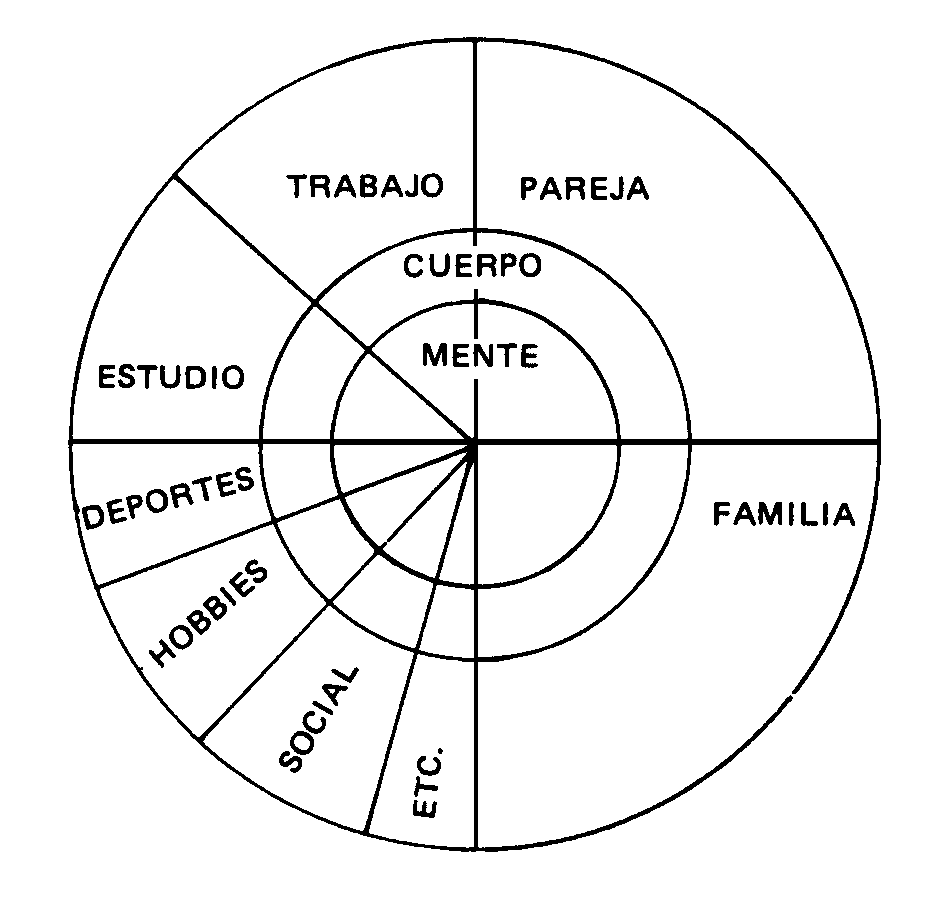 TRABAJO
PAREJA
CUERPO
MENTE
ESTUDIO
DEPORTES
FAMILIA
HOBBIES
SOCIAL
ETC.